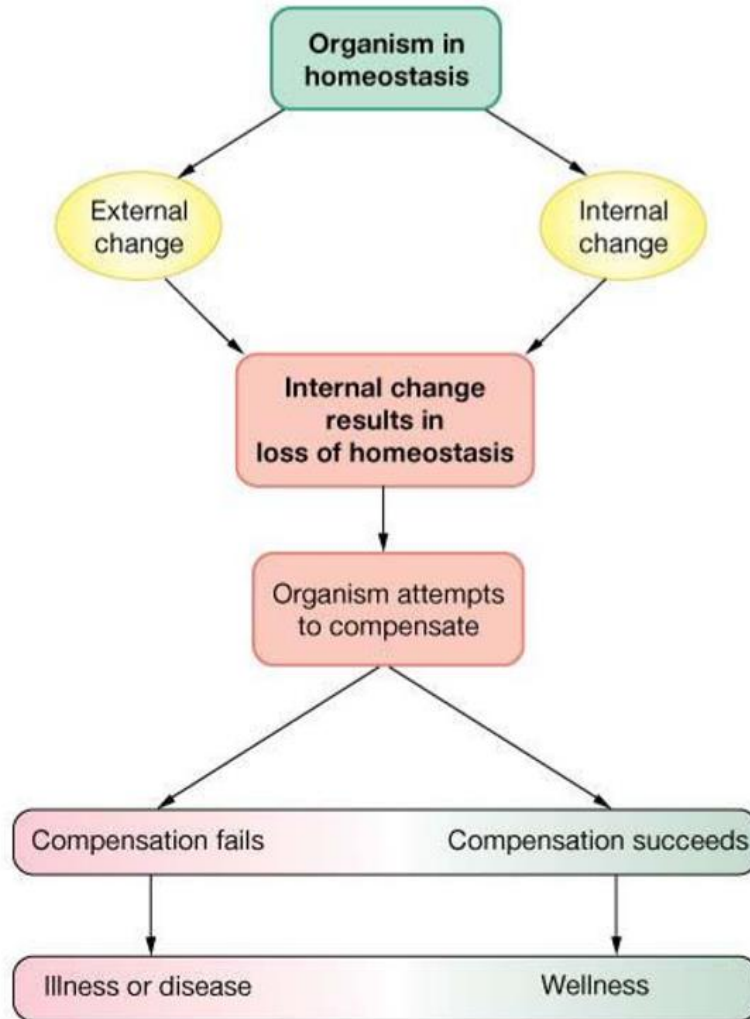 Organism in
homeostasis
External
change
Internal
change
Internal change
results in
loss of homeostasis
Organism attempts
to compensate
Compensation fails
Compensation succeeds
Illness or disease
Wellness